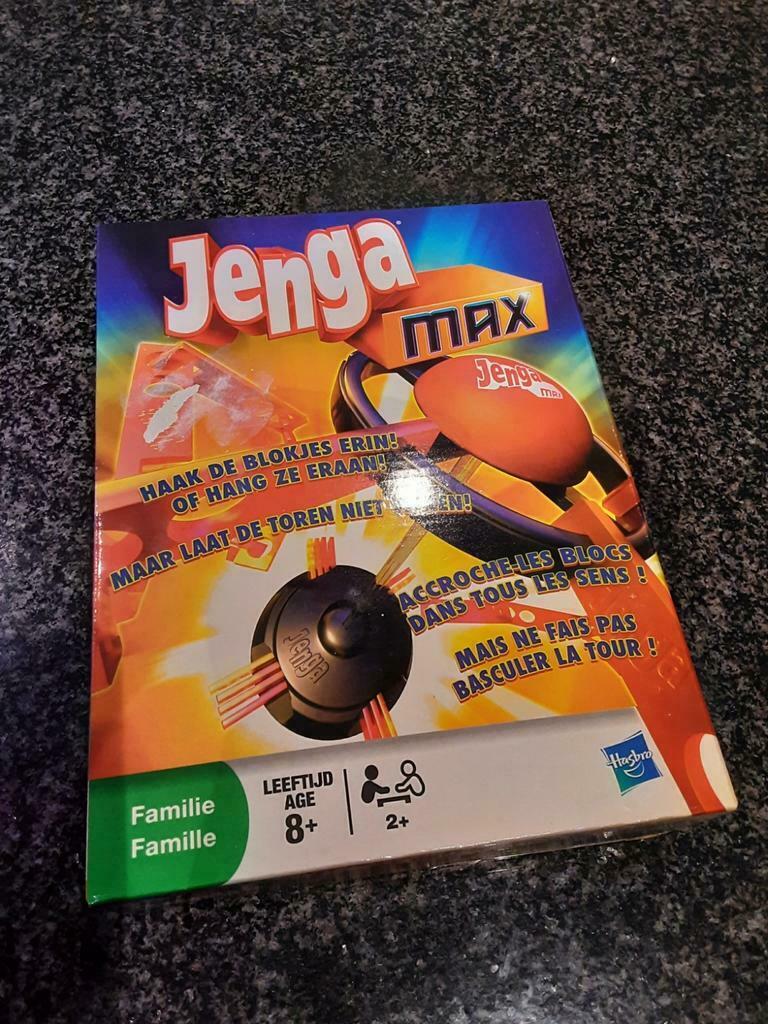 Jenga
MAX
Jenga
HAAK DE BLOKJES ERIN!
OF HANG ZE ERAAN!
MAAR LAAT DE TOREN NIET
ACCROCHE-LES BLOCS
DANS TOUS LES SENS !
MAIS NE FAIS PAS
BASCULER LA TOUR !
Jenga
Familie
Famille
LEEFTIJD
AGE
8+
2+
Hasbro